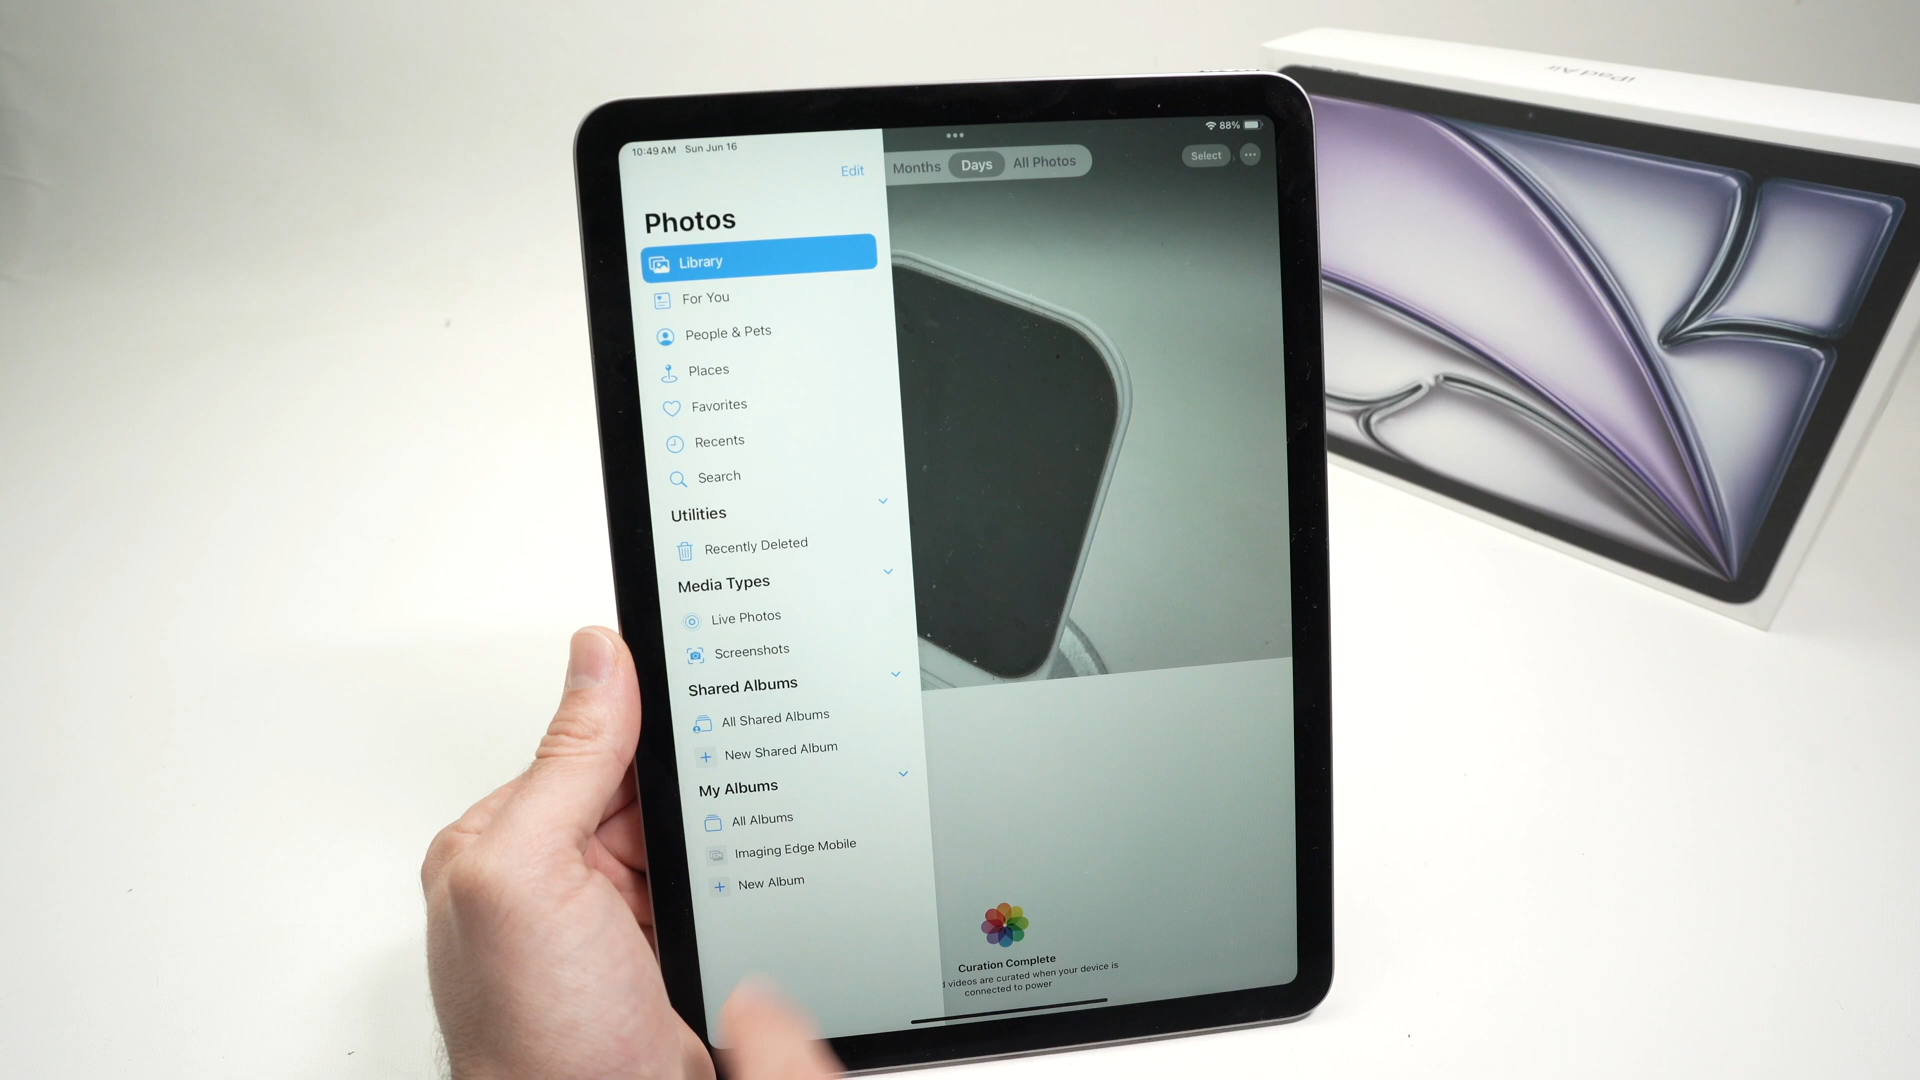 iPad Air
10:49 AM Sun Jun 16
88%
Edit
Months Days All Photos
Select
Photos
Library
For You
People & Pets
Places
Favorites
Recents
Search
Utilities
Recently Deleted
Media Types
Live Photos
Screenshots
Shared Albums
All Shared Albums
New Shared Album
My Albums
All Albums
Imaging Edge Mobile
New Album
Curation Complete
videos are curated when your device is
connected to power